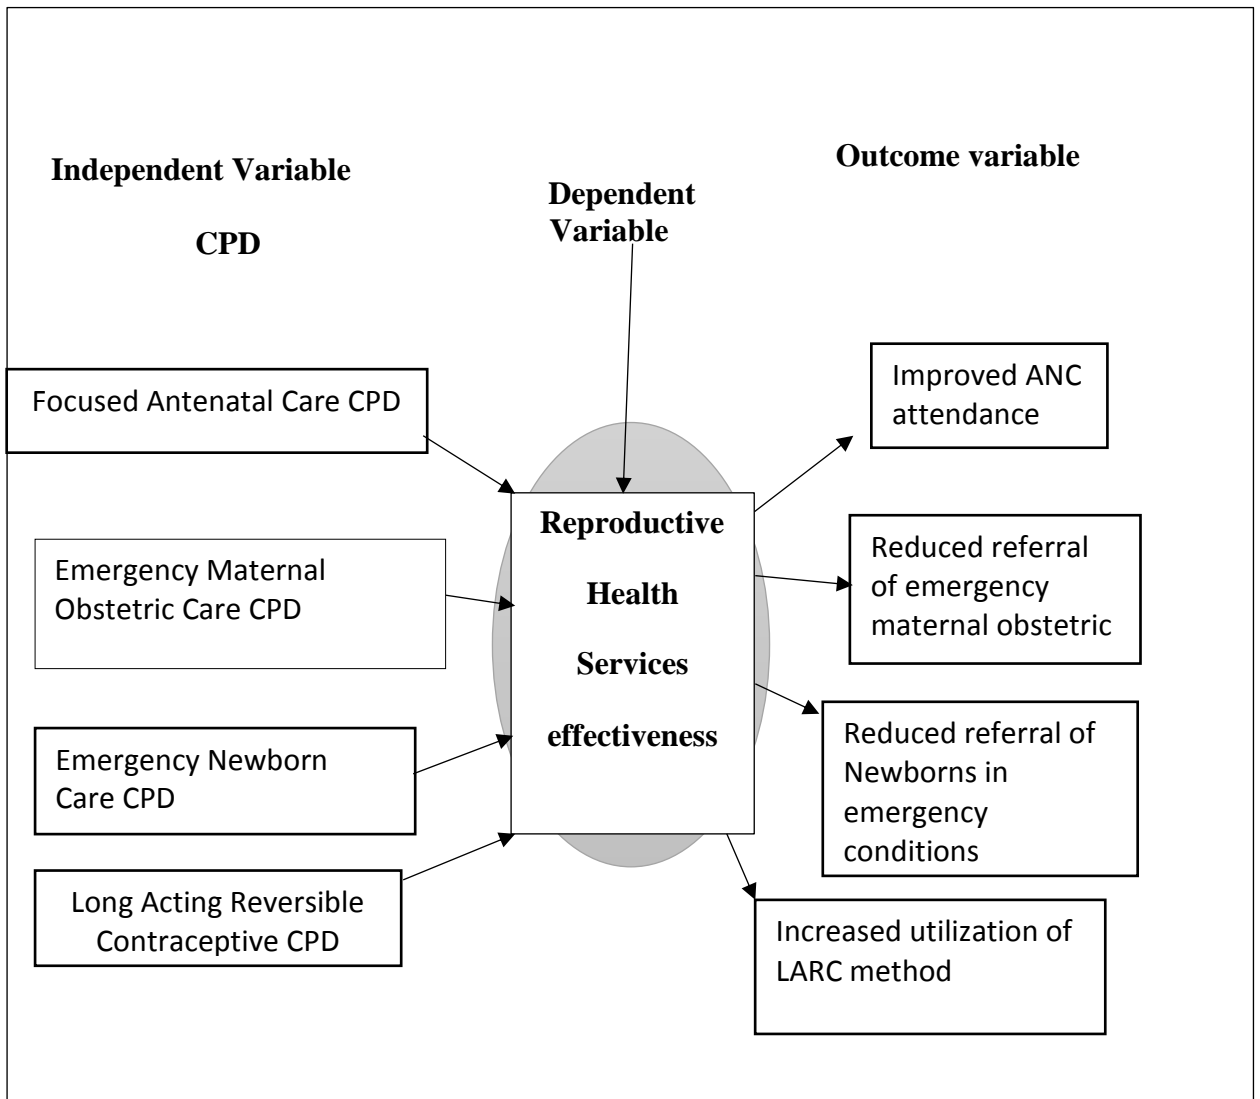 Independent Variable
CPD
Dependent
Variable
Outcome variable
Focused Antenatal Care CPD
Emergency Maternal
Obstetric Care CPD
Emergency Newborn
Care CPD
Long Acting Reversible
Contraceptive CPD
Reproductive
Health
Services
effectiveness
Improved ANC
attendance
Reduced referral
of emergency
maternal obstetric
Reduced referral of
Newborns in
emergency
conditions
Increased utilization of
LARC method